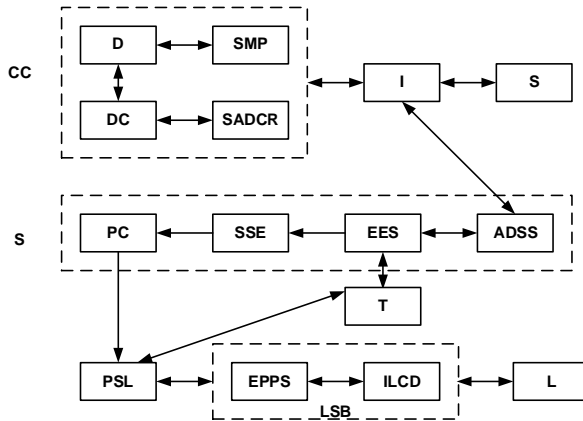 D
SMP
CC
I
S
DC
SADCR
S
PC
SSE
EES
ADSS
T
PSL
EPPS
ILCD
L
LSB